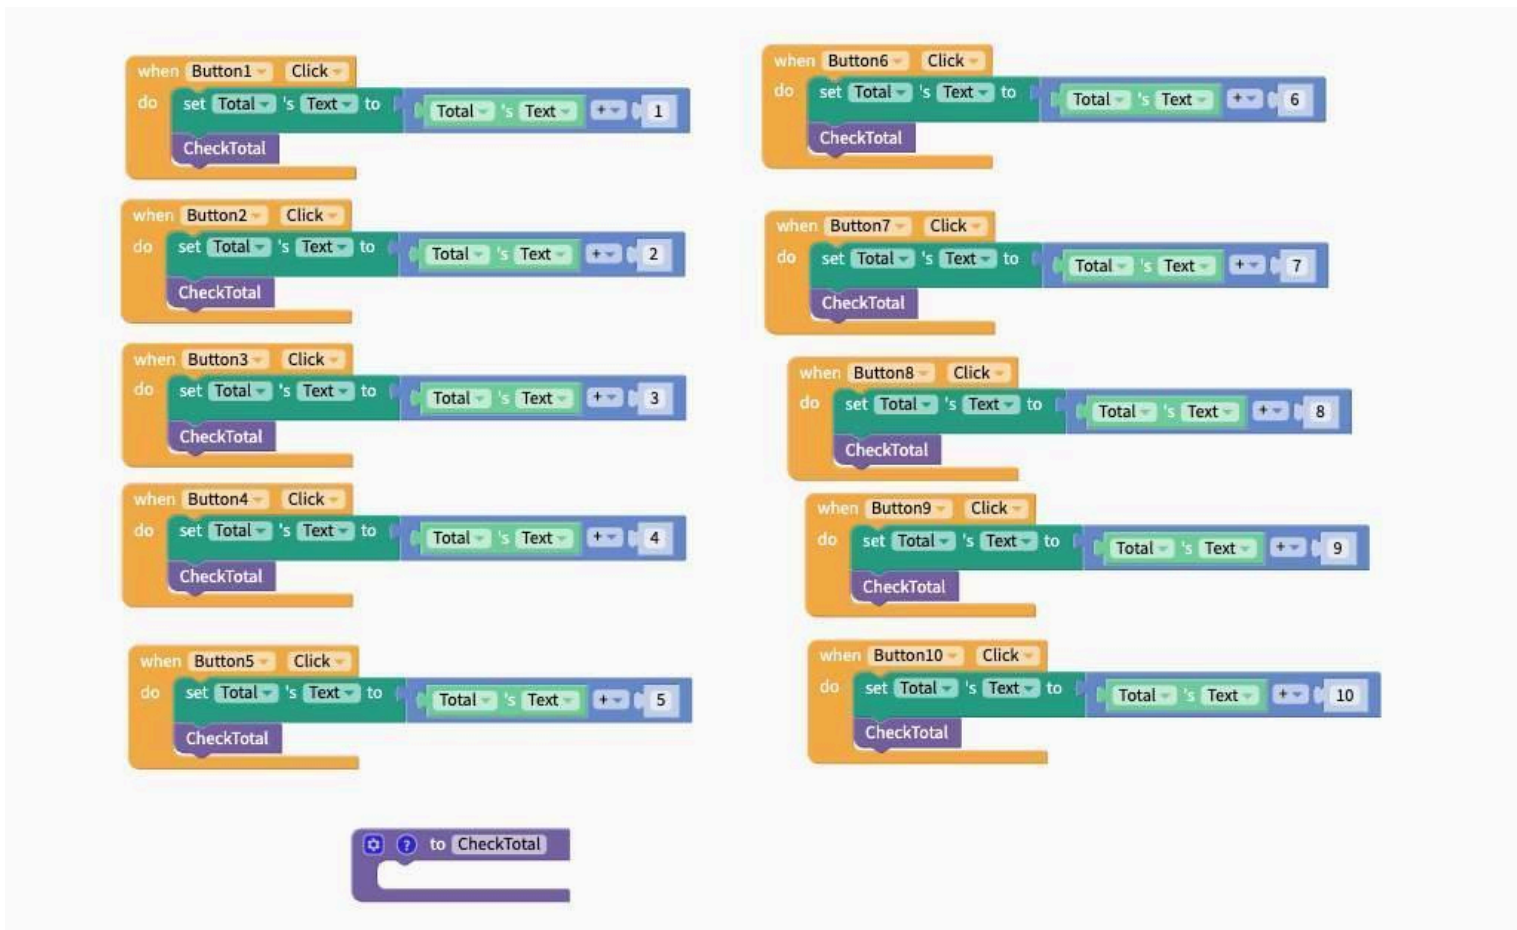 when Button1 Click
do set Total 's Text to Total 's Text + 1
CheckTotal
when Button2 Click
do set Total 's Text to Total 's Text + 2
CheckTotal
when Button3 Click
do set Total 's Text to Total 's Text + 3
CheckTotal
when Button4 Click
do set Total 's Text to Total 's Text + 4
CheckTotal
when Button5 Click
do set Total 's Text to Total 's Text + 5
CheckTotal
when Button6 Click
do set Total 's Text to Total 's Text + 6
CheckTotal
when Button7 Click
do set Total 's Text to Total 's Text + 7
CheckTotal
when Button8 Click
do set Total 's Text to Total 's Text + 8
CheckTotal
when Button9 Click
do set Total 's Text to Total 's Text + 9
CheckTotal
when Button10 Click
do set Total 's Text to Total 's Text + 10
CheckTotal
? to CheckTotal